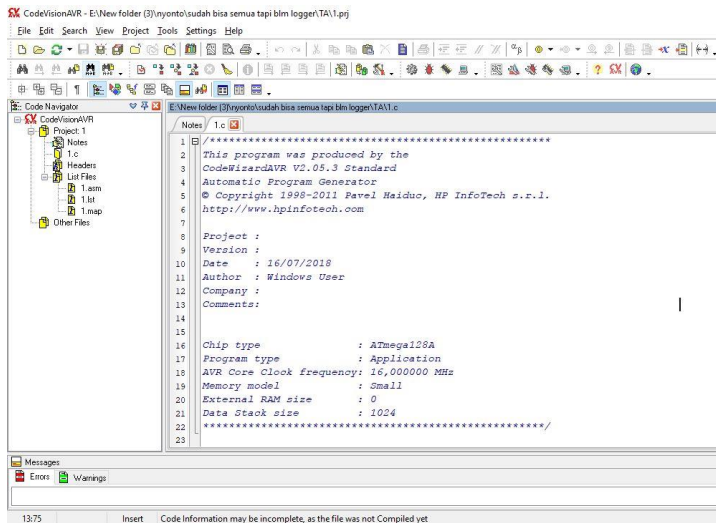 CodeVisionAVR - E:\New folder (3)\nyonto\sudah bisa semua tapi blm logger\TA\1.prj
File Edit Search View Project Tools Settings Help
Code Navigator
CodeVisionAVR
Project: 1
Notes
1.c
Headers
List Files
1.asm
1.lst
1.map
Other Files
E:\New folder (3)\nyonto\sudah bisa semua tapi blm logger\TA\1.c
Notes 1.c
1 /*****************************************************
2 This program was produced by the
3 CodeWizardAVR V2.05.3 Standard
4 Automatic Program Generator
5 © Copyright 1998-2011 Pavel Haiduc, HP InfoTech s.r.l.
6 http://www.hpinfotech.com
7
8 Project :
9 Version :
10 Date    : 16/07/2018
11 Author  : Windows User
12 Company :
13 Comments:
14
15
16 Chip type               : ATmega128A
17 Program type            : Application
18 AVR Core Clock frequency: 16,000000 MHz
19 Memory model            : Small
20 External RAM size       : 0
21 Data Stack size         : 1024
22 *****************************************************/
23
Messages
Errors Warnings
13:75 Insert Code Information may be incomplete, as the file was not Compiled yet